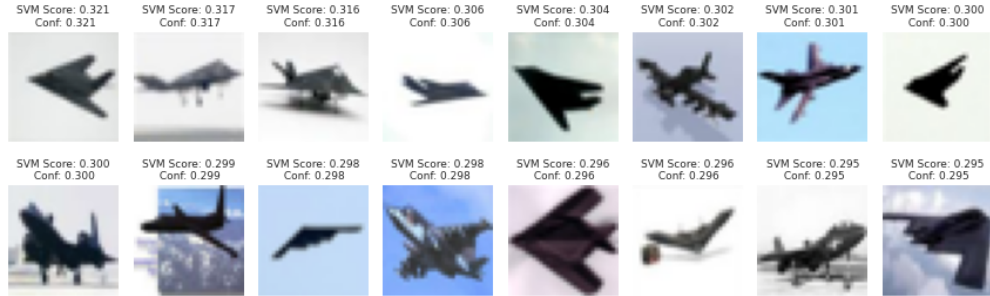 SVM Score: 0.321
Conf: 0.321
SVM Score: 0.317
Conf: 0.317
SVM Score: 0.316
Conf: 0.316
SVM Score: 0.306
Conf: 0.306
SVM Score: 0.304
Conf: 0.304
SVM Score: 0.302
Conf: 0.302
SVM Score: 0.301
Conf: 0.301
SVM Score: 0.300
Conf: 0.300
SVM Score: 0.300
Conf: 0.300
SVM Score: 0.299
Conf: 0.299
SVM Score: 0.298
Conf: 0.298
SVM Score: 0.298
Conf: 0.298
SVM Score: 0.296
Conf: 0.296
SVM Score: 0.296
Conf: 0.296
SVM Score: 0.295
Conf: 0.295
SVM Score: 0.295
Conf: 0.295